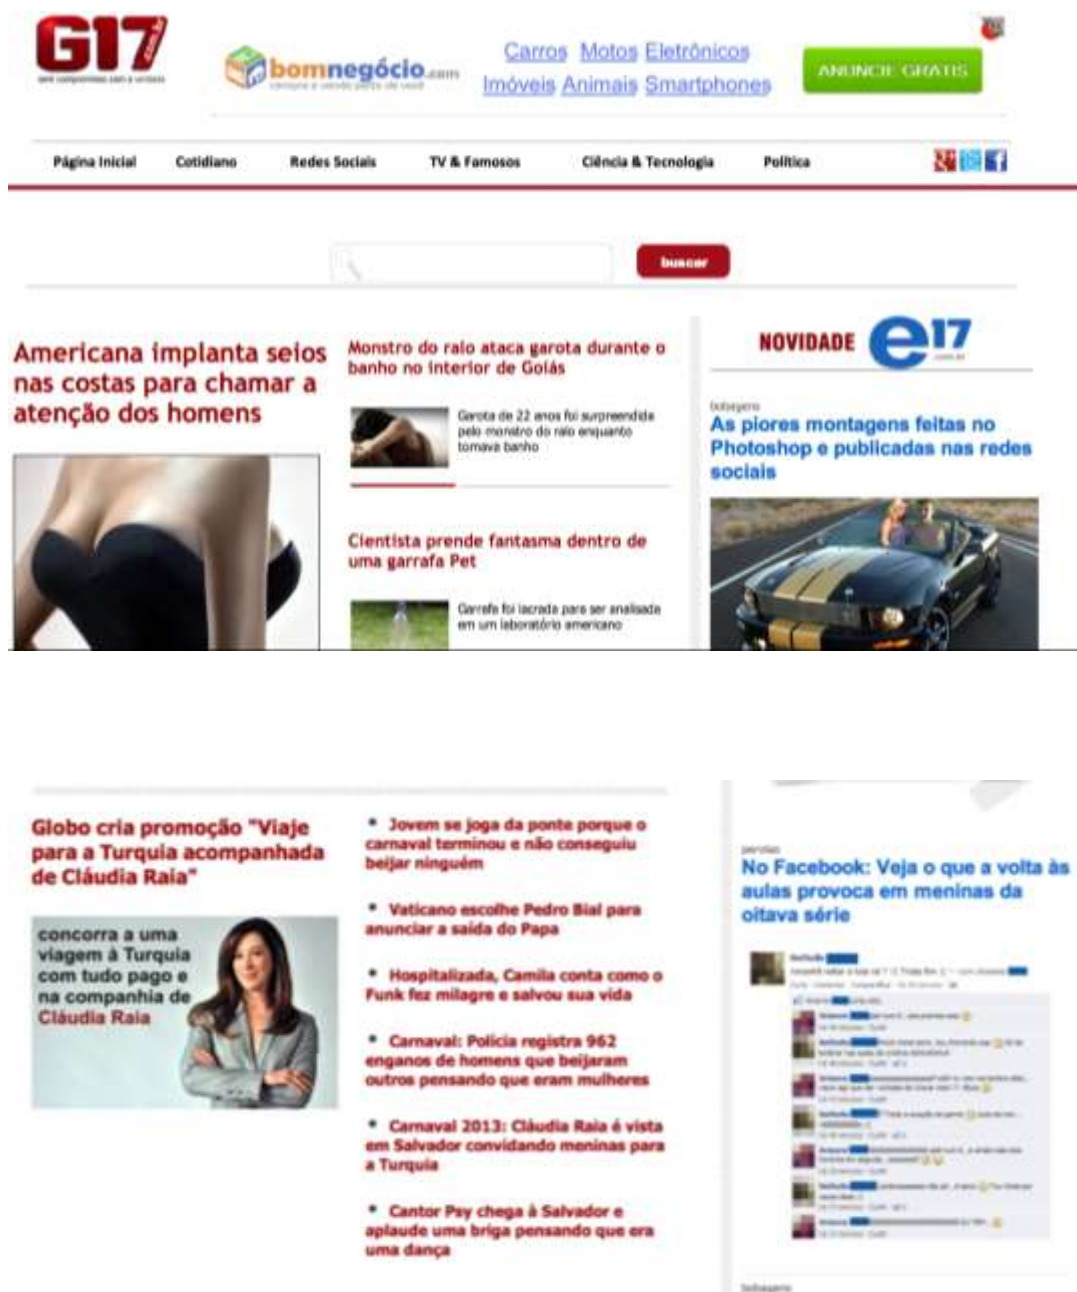 G17
.com.br
bomnegócio.com
Carros Motos Eletrônicos
Imóveis Animais Smartphones
ANUNCIE GRATIS
Página Inicial Cotidiano Redes Sociais TV & Famosos Ciência & Tecnologia Política
buscar
Americana implanta seios
nas costas para chamar a
atenção dos homens
Monstro do ralo ataca garota durante o
banho no interior de Goiás
Garota de 22 anos foi surpreendida
pelo monstro do ralo enquanto
tomava banho
Cientista prende fantasma dentro de
uma garrafa Pet
Garrafa foi lacrada para ser analisada
em um laboratório americano
NOVIDADE e17
bobagens
As piores montagens feitas no
Photoshop e publicadas nas redes
sociais
Globo cria promoção "Viaje
para a Turquia acompanhada
de Cláudia Raia"
concorra a uma
viagem à Turquia
com tudo pago e
na companhia de
Cláudia Raia
• Jovem se joga da ponte porque o
carnaval terminou e não conseguiu
beijar ninguém
• Vaticano escolhe Pedro Bial para
anunciar a saída do Papa
• Hospitalizada, Camila conta como o
Funk fez milagre e salvou sua vida
• Carnaval: Polícia registra 962
enganos de homens que beijaram
outros pensando que eram mulheres
• Carnaval 2013: Cláudia Raia é vista
em Salvador convidando meninas para
a Turquia
• Cantor Psy chega à Salvador e
aplaude uma briga pensando que era
uma dança
perolas
No Facebook: Veja o que a volta às
aulas provoca em meninas da
oitava série
bobagens